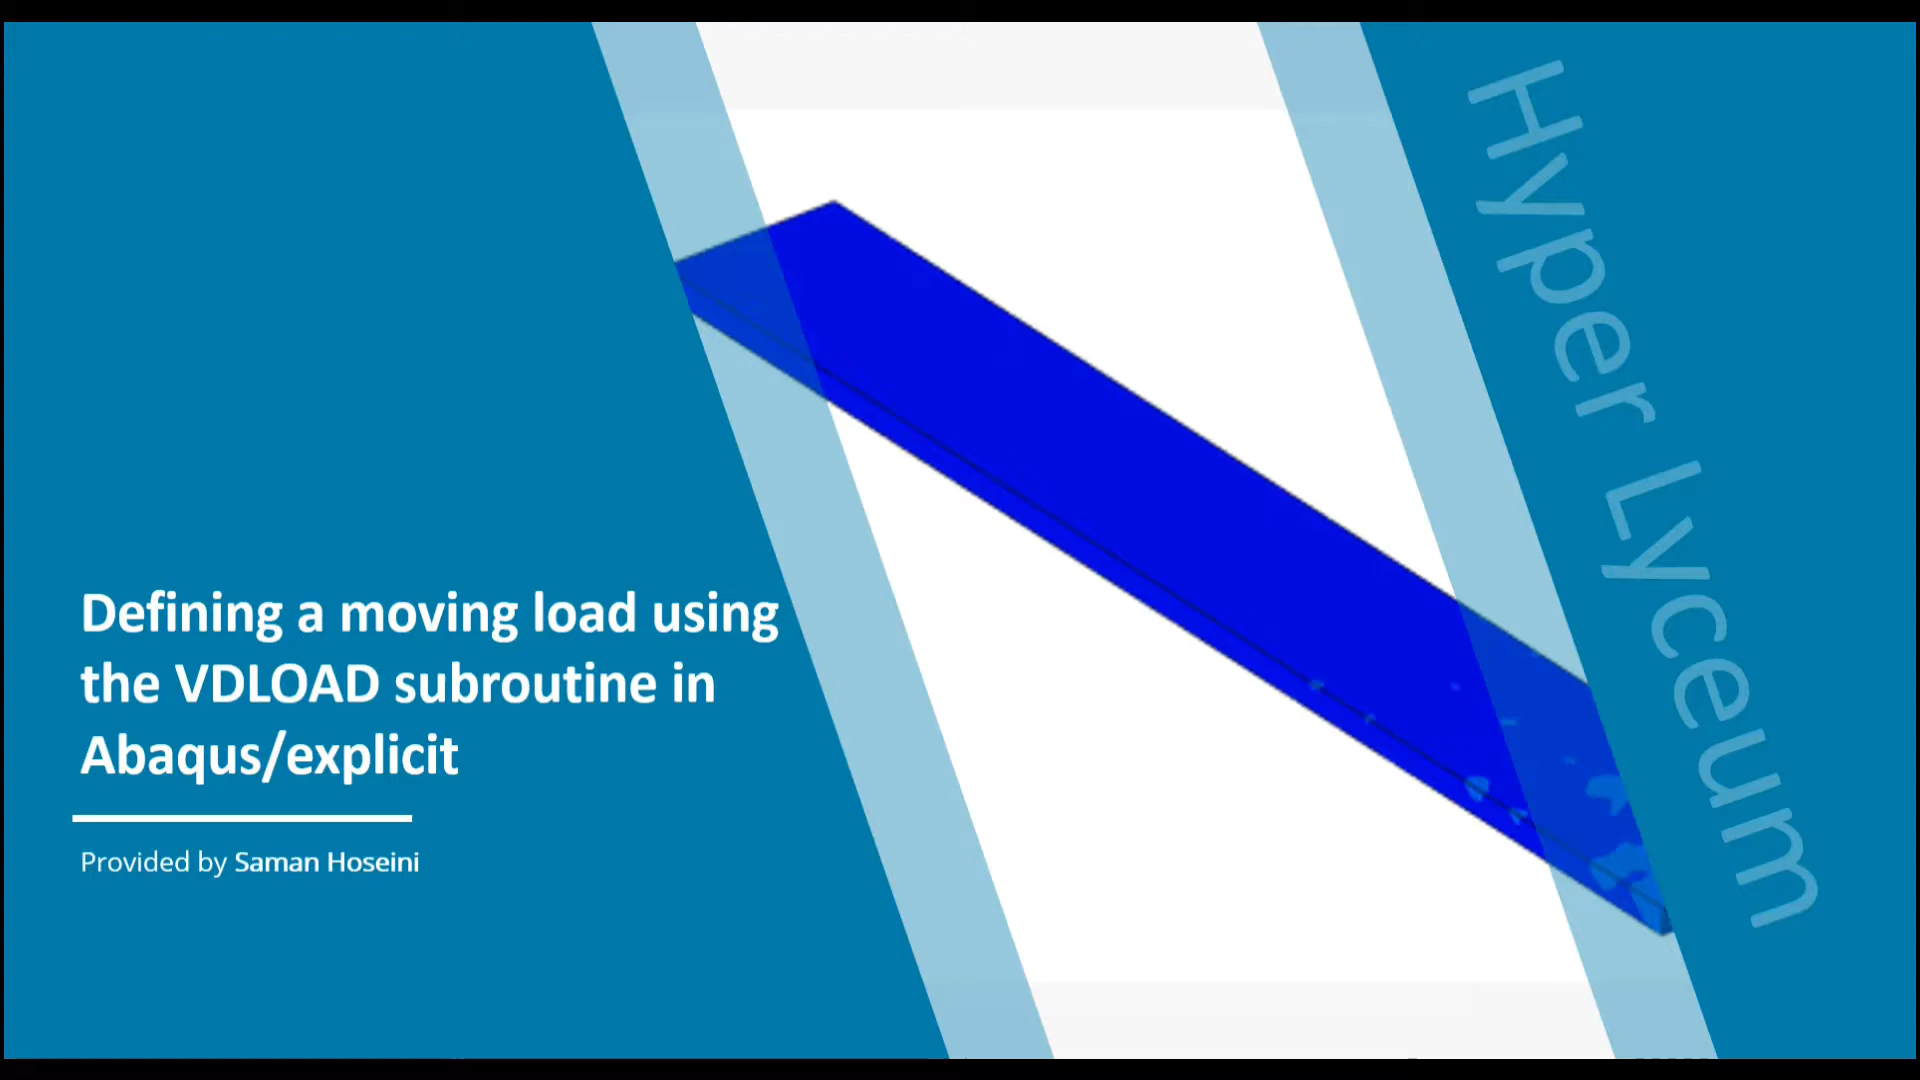 Defining a moving load using
the VDLOAD subroutine in
Abaqus/explicit
Provided by Saman Hoseini
Hyper Lyceum